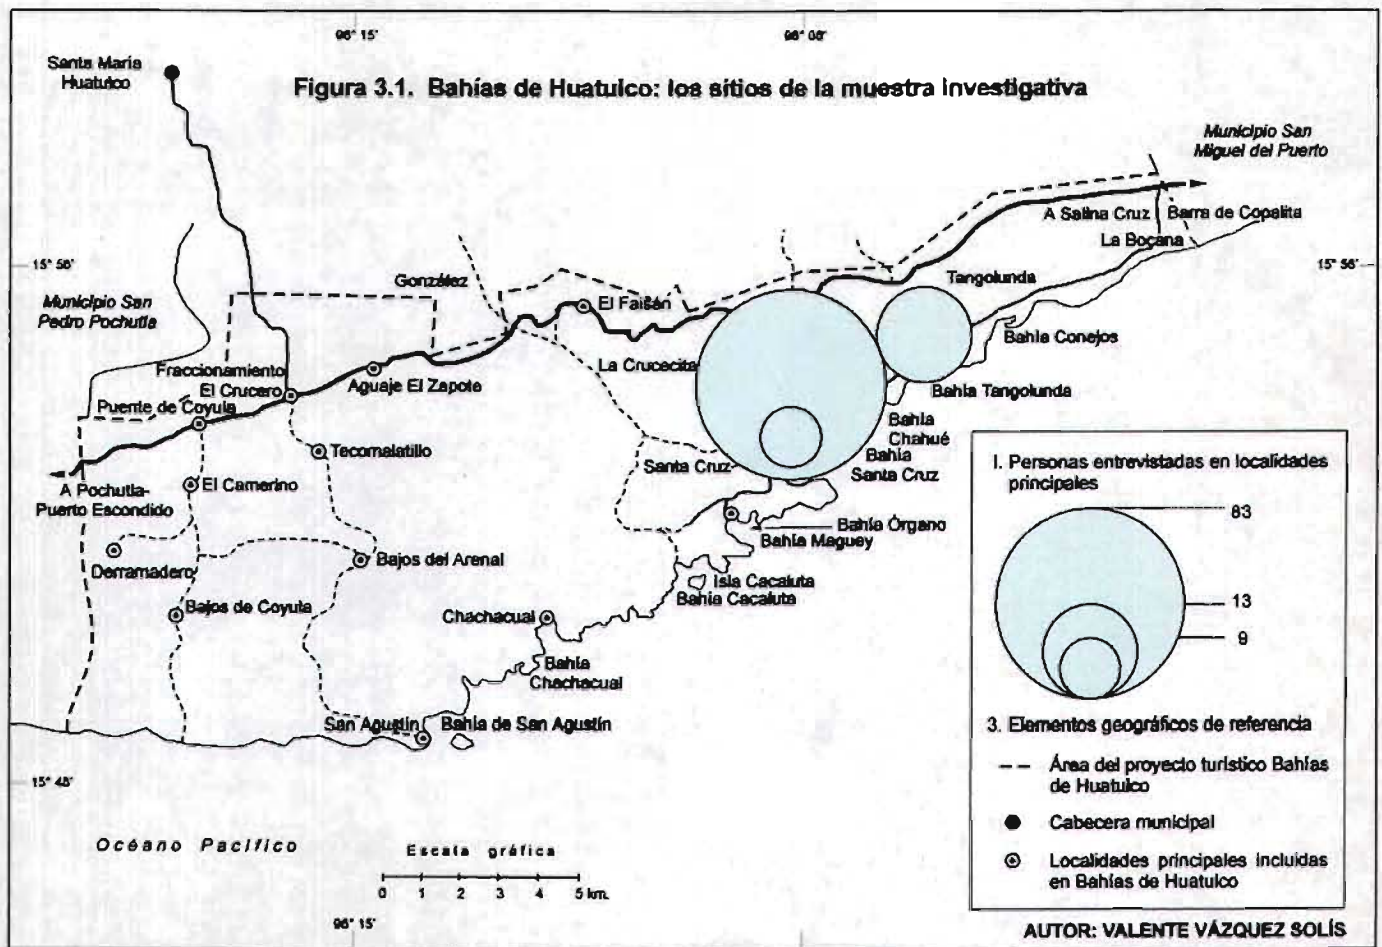 96° 15'
96° 08'
Santa María
Huatulco
Figura 3.1. Bahías de Huatulco: los sitios de la muestra investigativa
Municipio San
Miguel del Puerto
A Salina Cruz
Barra de Copalita
La Bocana
15° 56'
15° 56'
González
Tangolunda
Municipio San
Pedro Pochutla
El Faisán
Bahía Conejos
La Crucecita
Fraccionamiento
El Crucero
Aguaje El Zapote
Bahía Tangolunda
Puente de Coyula
Bahía
Chahué
Tecomalatillo
Santa Cruz
Bahía
Santa Cruz
El Camerino
A Pochutla-
Puerto Escondido
Bahía Órgano
Bahía Maguey
Derramadero
Bajos del Arenal
Isla Cacaluta
Bahía Cacaluta
Bajos de Coyula
Chachacual
Bahía
Chachacual
San Agustín
Bahía de San Agustín
15° 48'
Océano Pacífico
Escala gráfica
0 1 2 3 4 5 km.
96° 15'
I. Personas entrevistadas en localidades
principales
83
13
9
3. Elementos geográficos de referencia
Área del proyecto turístico Bahías
de Huatulco
Cabecera municipal
Localidades principales incluidas
en Bahías de Huatulco
AUTOR: VALENTE VÁZQUEZ SOLÍS